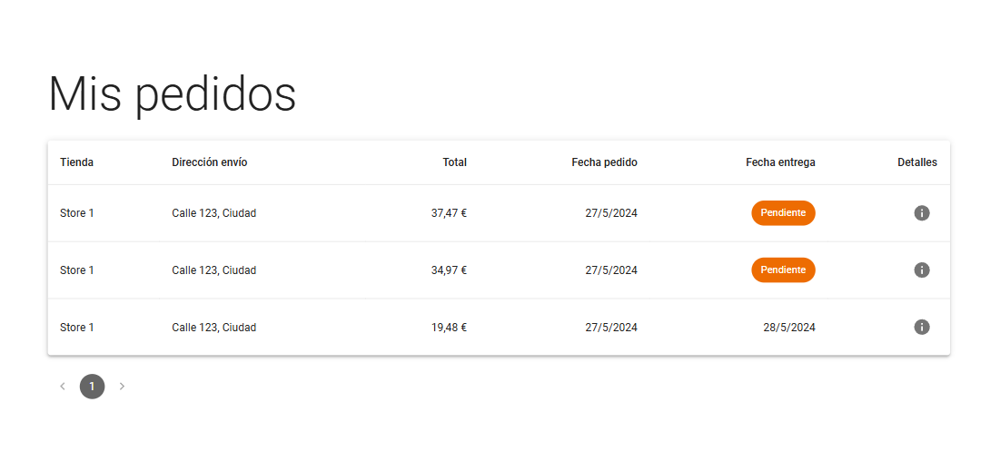 Mis pedidos
Tienda Dirección envío Total Fecha pedido Fecha entrega Detalles
Store 1 Calle 123, Ciudad 37,47 € 27/5/2024 Pendiente
Store 1 Calle 123, Ciudad 34,97 € 27/5/2024 Pendiente
Store 1 Calle 123, Ciudad 19,48 € 27/5/2024 28/5/2024
1